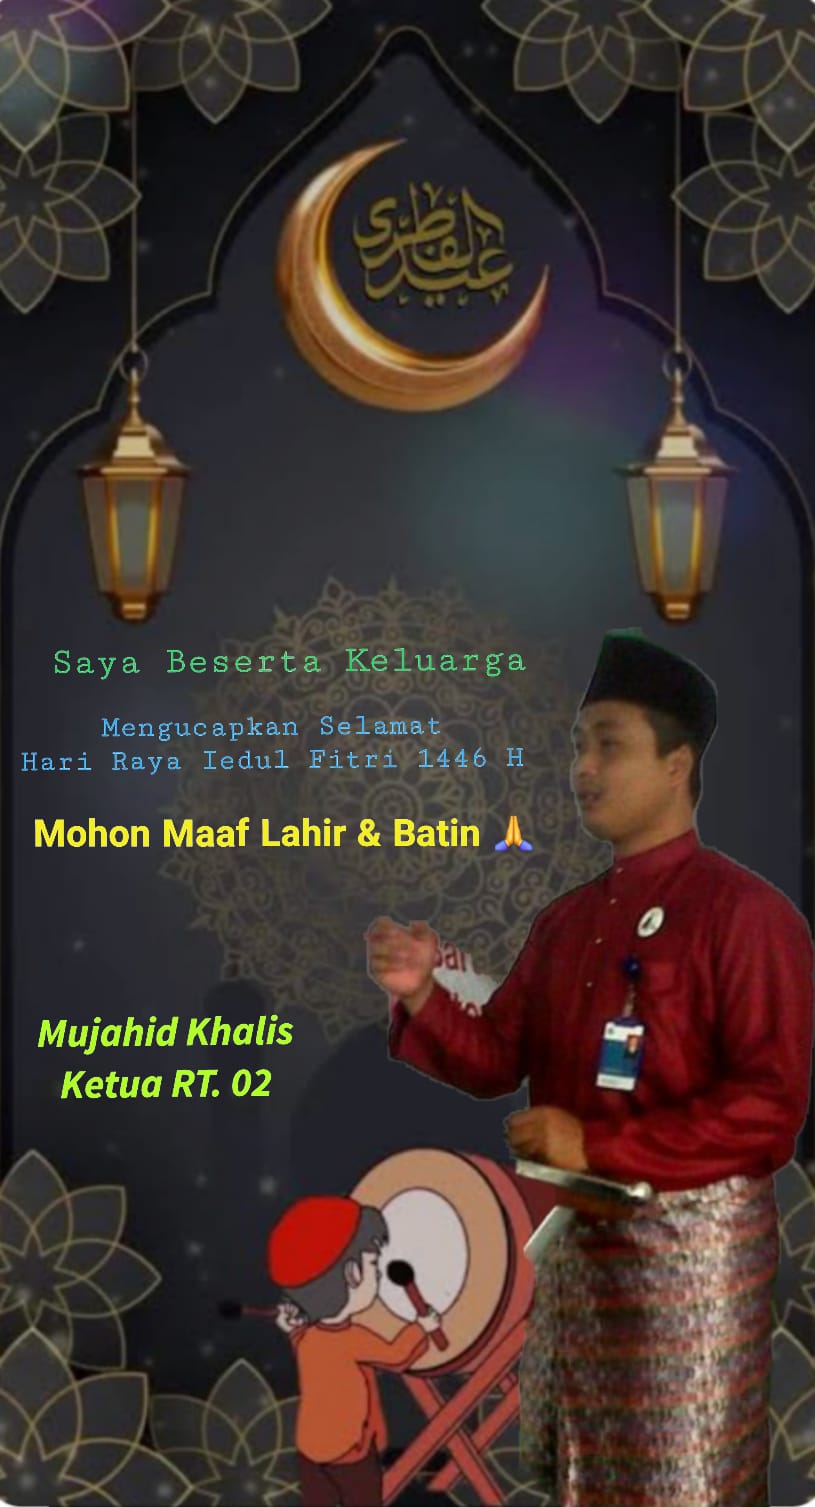 عيد الفطرى
Saya Beserta Keluarga
Mengucapkan Selamat
Hari Raya Iedul Fitri 1446 H
Mohon Maaf Lahir & Batin 🙏
Mujahid Khalis
Ketua RT. 02